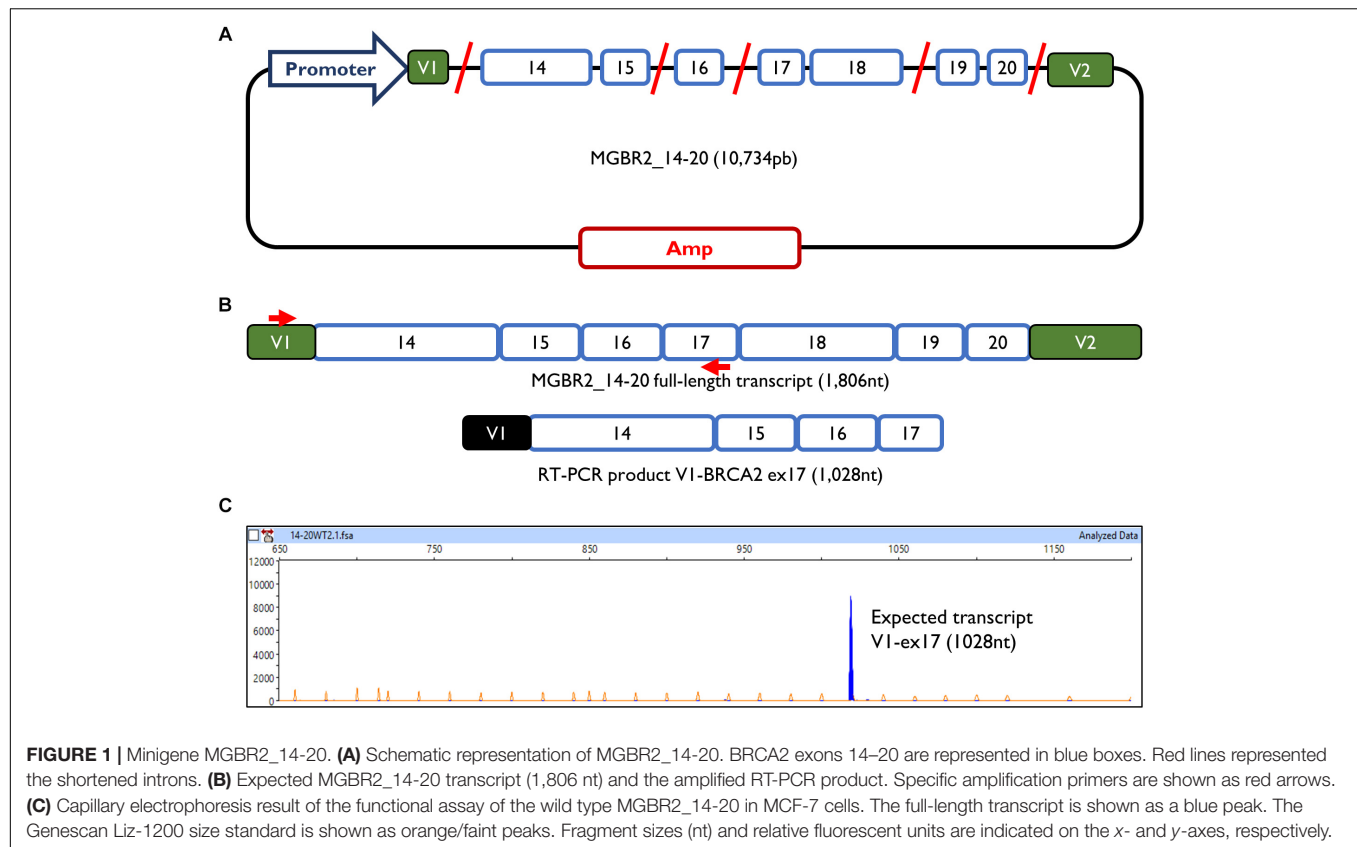 A
Promoter
V1
14
15
16
17
18
19
20
V2
MGBR2_14-20 (10,734pb)
Amp
B
V1
14
15
16
17
18
19
20
V2
MGBR2_14-20 full-length transcript (1,806nt)
V1
14
15
16
17
RT-PCR product V1-BRCA2 ex17 (1,028nt)
C
14-20WT2.1.fsa
Analyzed Data
650 750 850 950 1050 1150
12000
10000
8000
6000
4000
2000
0
Expected transcript
V1-ex17 (1028nt)
FIGURE 1 | Minigene MGBR2_14-20. (A) Schematic representation of MGBR2_14-20. BRCA2 exons 14–20 are represented in blue boxes. Red lines represented
the shortened introns. (B) Expected MGBR2_14-20 transcript (1,806 nt) and the amplified RT-PCR product. Specific amplification primers are shown as red arrows.
(C) Capillary electrophoresis result of the functional assay of the wild type MGBR2_14-20 in MCF-7 cells. The full-length transcript is shown as a blue peak. The
Genescan Liz-1200 size standard is shown as orange/faint peaks. Fragment sizes (nt) and relative fluorescent units are indicated on the x- and y-axes, respectively.